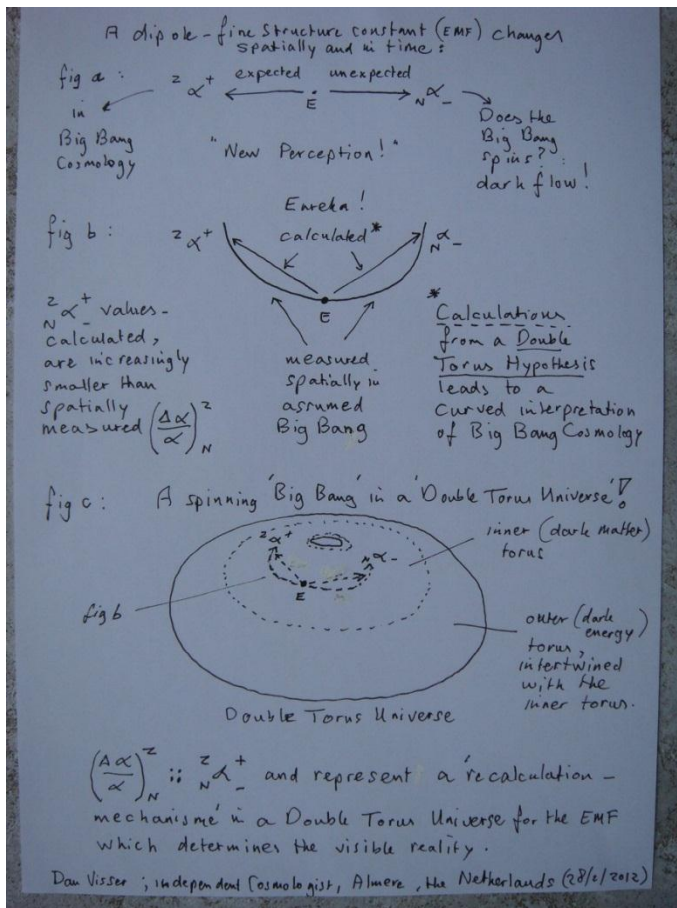 A dipole - fine structure constant (EMF) changes
spatially and in time:
fig a :
z α +
expected unexpected
E
N α -
in
Big Bang
Cosmology
"New Perception!"
Does the
Big Bang
spins?
dark flow!
fig b :
z α +
Eureka!
calculated*
N α -
E
z α + values -
N -
calculated,
are increasingly
smaller than
spatially
measured (Δα/α) z N
measured
spatially in
assumed
Big Bang
* Calculations
from a Double
Torus Hypothesis
leads to a
curved interpretation
of Big Bang Cosmology
fig c : A spinning 'Big Bang' in a 'Double Torus Universe'!
z α +
N α -
E
fig b
inner (dark matter)
torus
outer (dark
energy)
torus,
intertwined
with the
inner torus.
Double Torus Universe
(Δα/α) z N :: z N α + - and represent a 'recalculation -
mechanisme' in a Double Torus Universe for the EMF
which determines the visible reality.
Dan Visser ; independent Cosmologist, Almere, the Netherlands (28/2/2012)